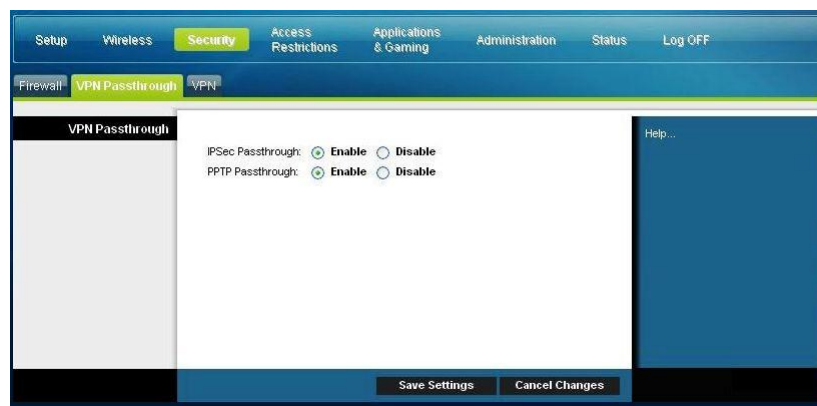 Setup Wireless Security Access Restrictions Applications & Gaming Administration Status Log OFF
Firewall VPN Passthrough VPN
VPN Passthrough
Help...
IPSec Passthrough: Enable Disable
PPTP Passthrough: Enable Disable
Save Settings Cancel Changes